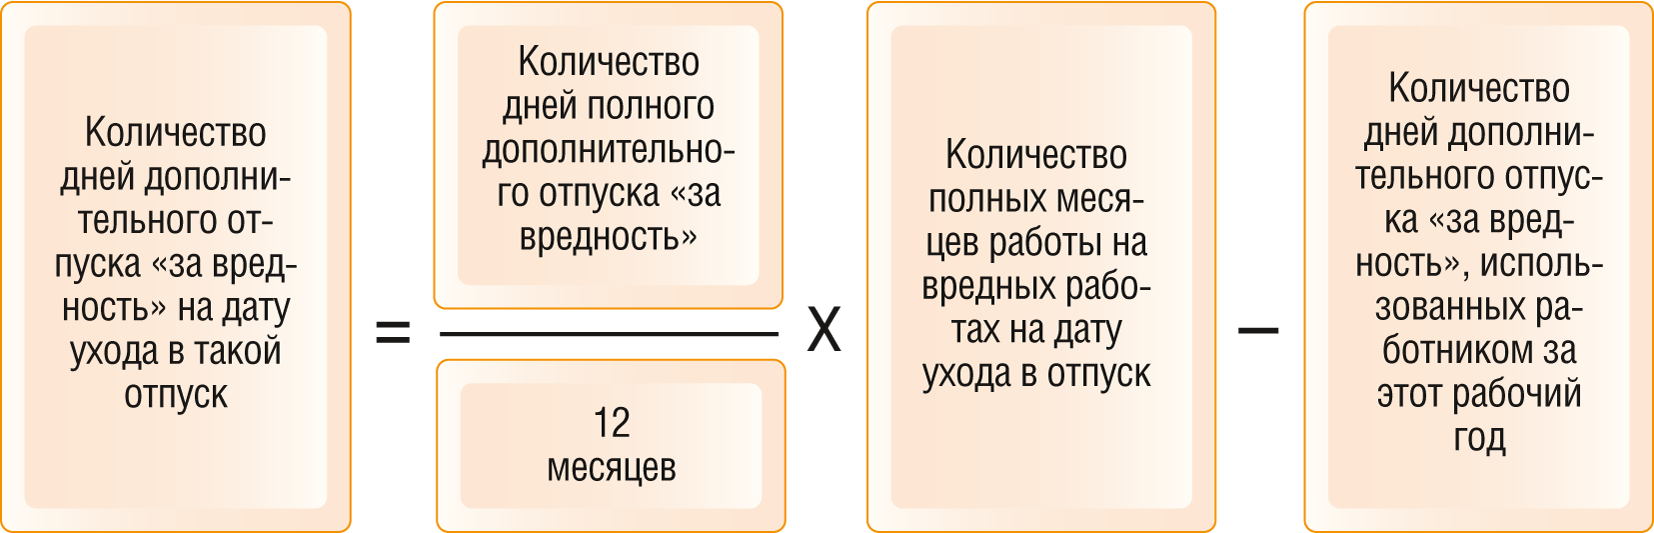 Количество
дней дополни-
тельного от-
пуска «за вред-
ность» на дату
ухода в такой
отпуск
=
Количество
дней полного
дополнительно-
го отпуска «за
вредность»
12
месяцев
X
Количество
полных меся-
цев работы на
вредных рабо-
тах на дату
ухода в отпуск
–
Количество
дней дополни-
тельного отпус-
ка «за вред-
ность», исполь-
зованных ра-
ботником за
этот рабочий
год